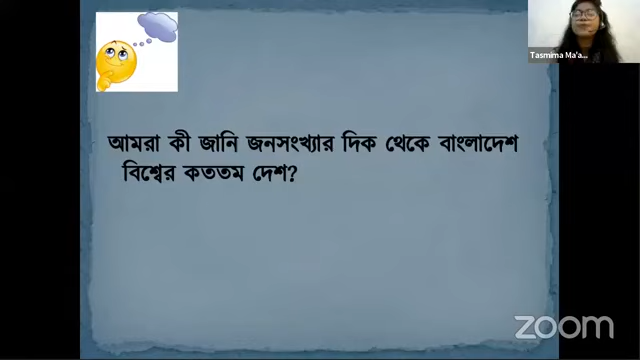 Tasmima Ma'a...
আমরা কী জানি জনসংখ্যার দিক থেকে বাংলাদেশ
বিশ্বের কততম দেশ?
zoom